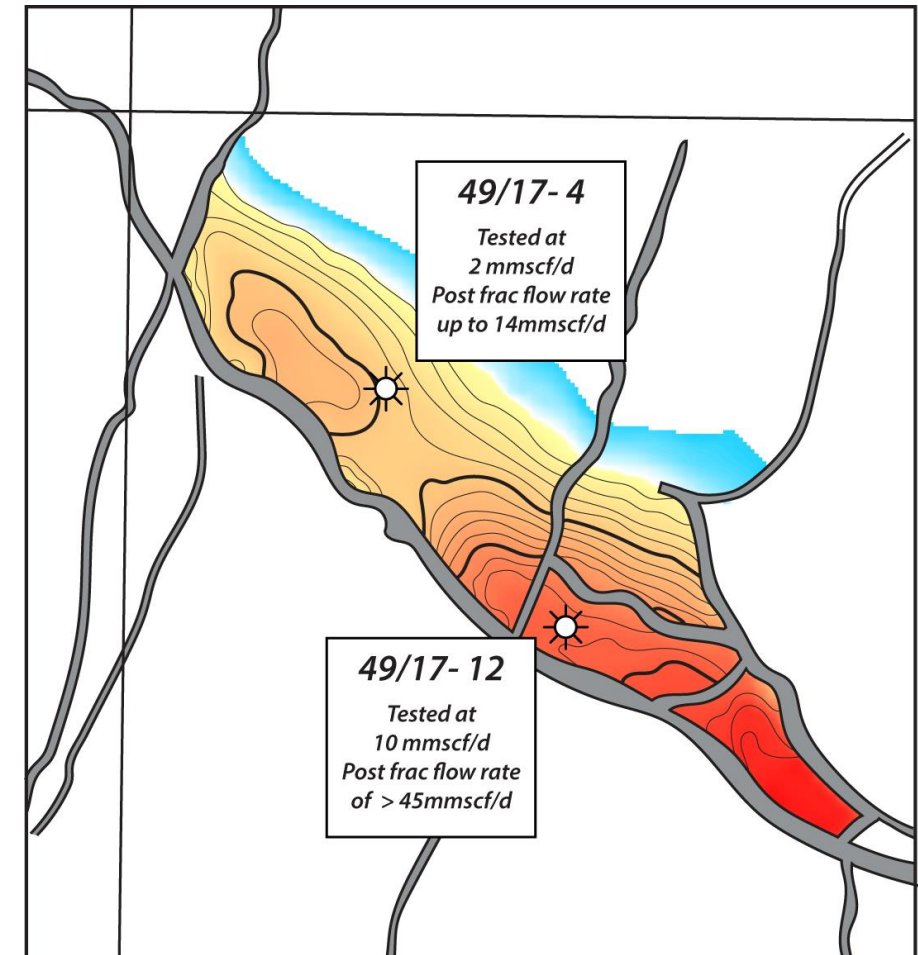 49/17- 4
Tested at
2 mmscf/d
Post frac flow rate
up to 14mmscf/d
49/17- 12
Tested at
10 mmscf/d
Post frac flow rate
of > 45mmscf/d